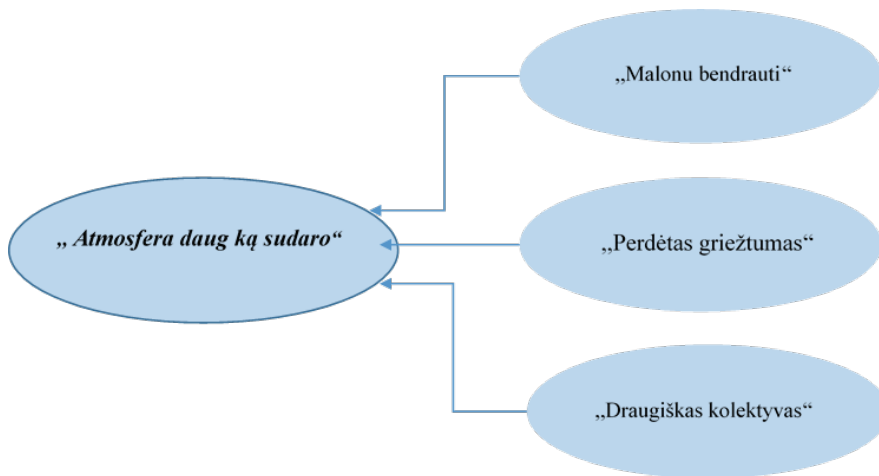 „Malonu bendrauti“
„ Atmosfera daug ką sudaro“
„Perdėtas griežtumas“
„Draugiškas kolektyvas“